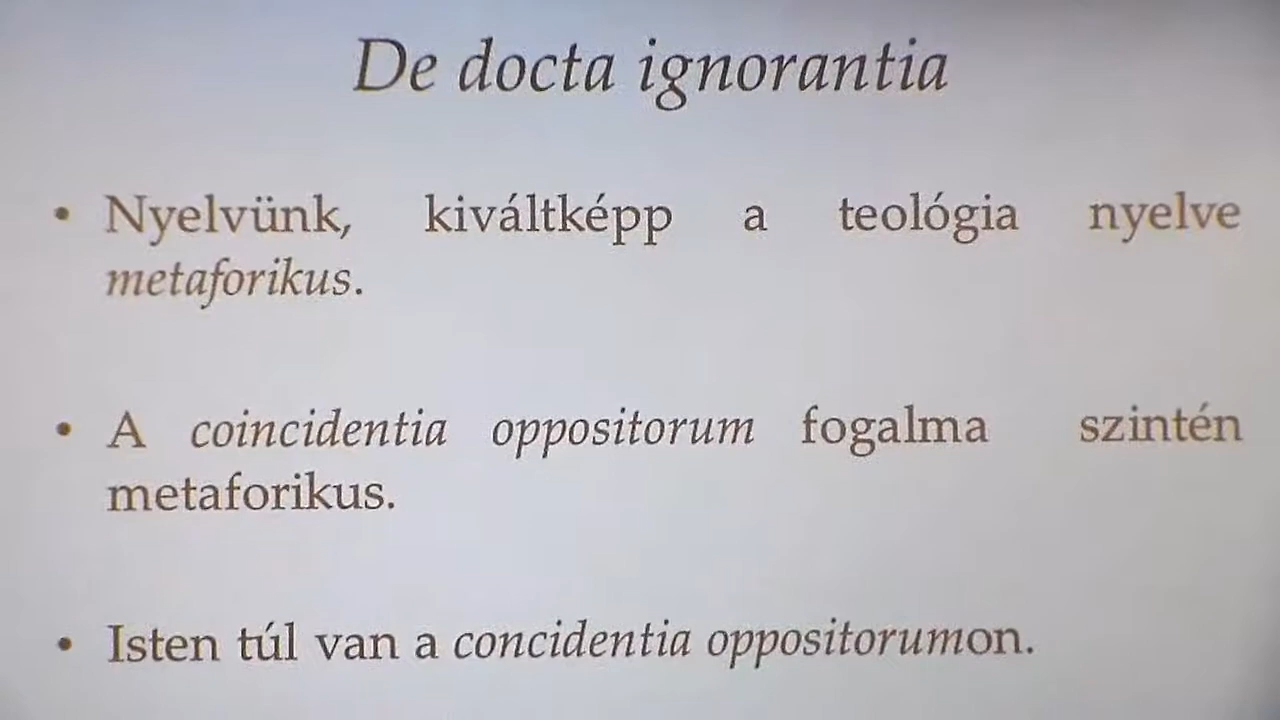 De docta ignorantia
• Nyelvünk, kiváltképp a teológia nyelve
metaforikus.
• A coincidentia oppositorum fogalma szintén
metaforikus.
• Isten túl van a concidentia oppositorumon.